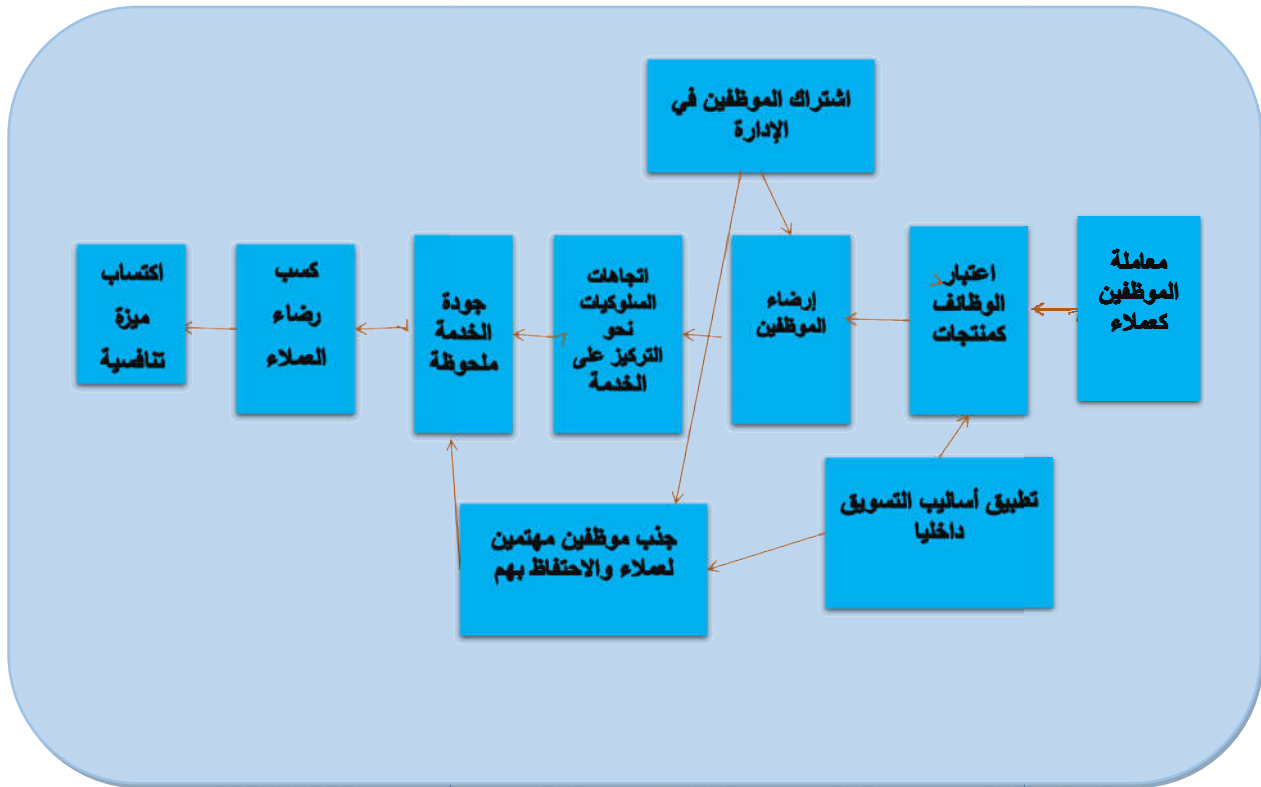 اشتراك الموظفين في
الإدارة
معاملة
الموظفين
كعملاء
اعتبار
الوظائف
كمنتجات
إرضاء
الموظفين
اتجاهات
السلوكيات
نحو
التركيز على
الخدمة
جودة
الخدمة
ملحوظة
كسب
رضاء
العملاء
اكتساب
ميزة
تنافسية
تطبيق أساليب التسويق
داخليا
جذب موظفين مهتمين
لعملاء والاحتفاظ بهم